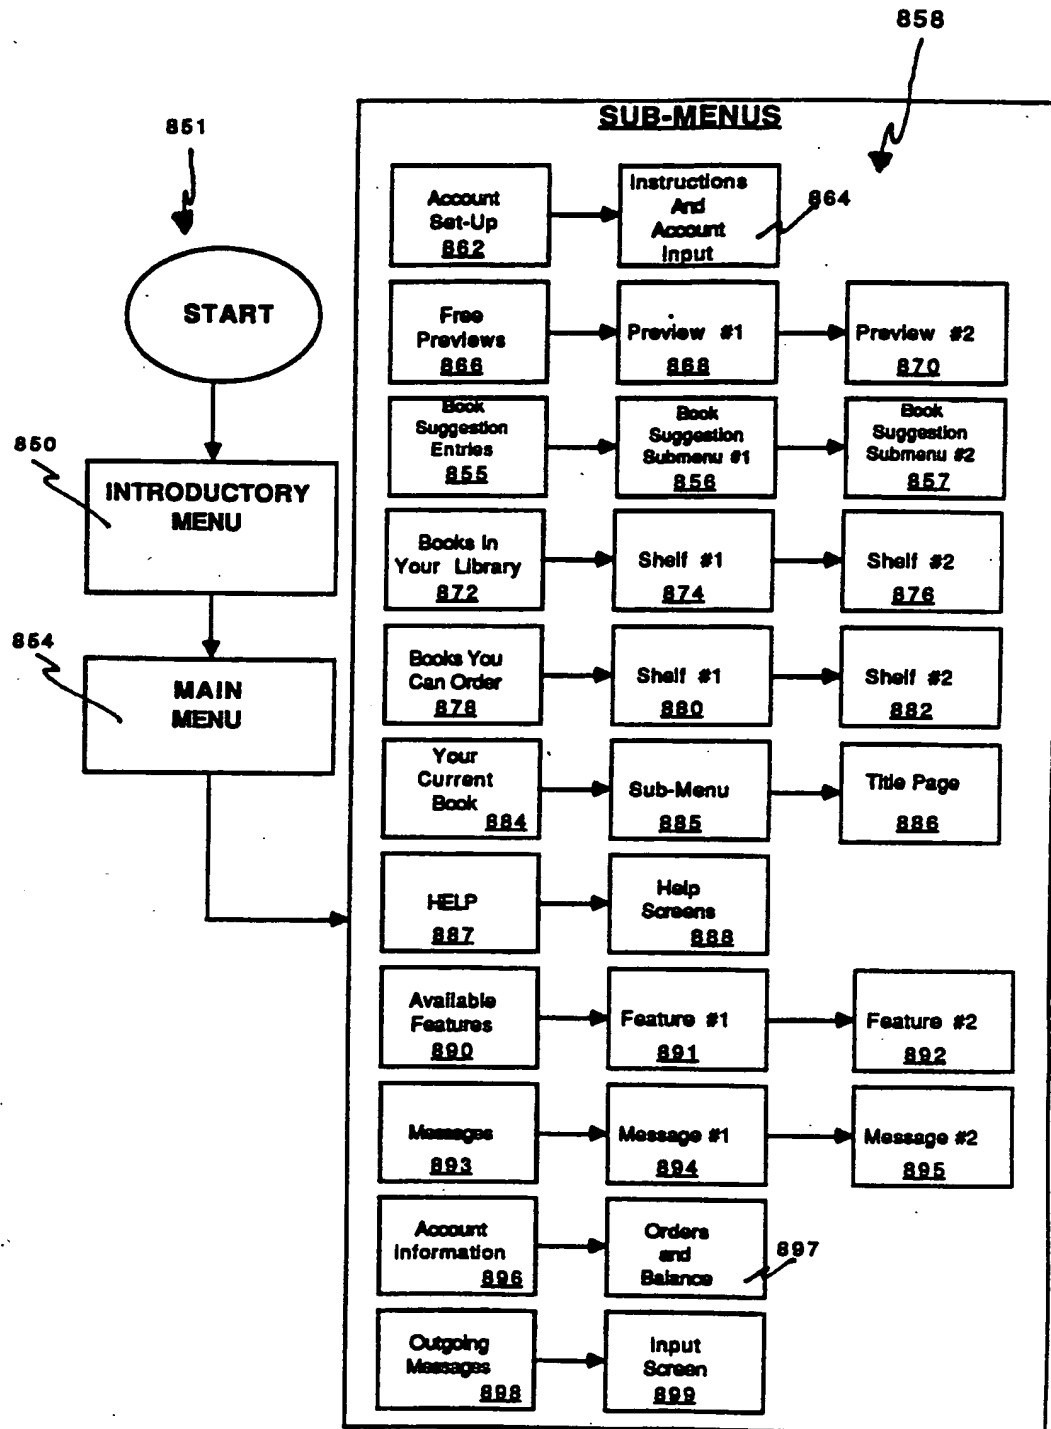 858
SUB-MENUS
851
START
850
INTRODUCTORY
MENU
854
MAIN
MENU
Account
Set-Up
862
Instructions
And
Account
Input
864
Free
Previews
866
Preview #1
868
Preview #2
870
Book
Suggestion
Entries
855
Book
Suggestion
Submenu #1
856
Book
Suggestion
Submenu #2
857
Books In
Your Library
872
Shelf #1
874
Shelf #2
876
Books You
Can Order
878
Shelf #1
880
Shelf #2
882
Your
Current
Book
884
Sub-Menu
885
Title Page
886
HELP
887
Help
Screens
888
Available
Features
890
Feature #1
891
Feature #2
892
Messages
893
Message #1
894
Message #2
895
Account
Information
896
Orders
and
Balance
897
Outgoing
Messages
898
Input
Screen
899